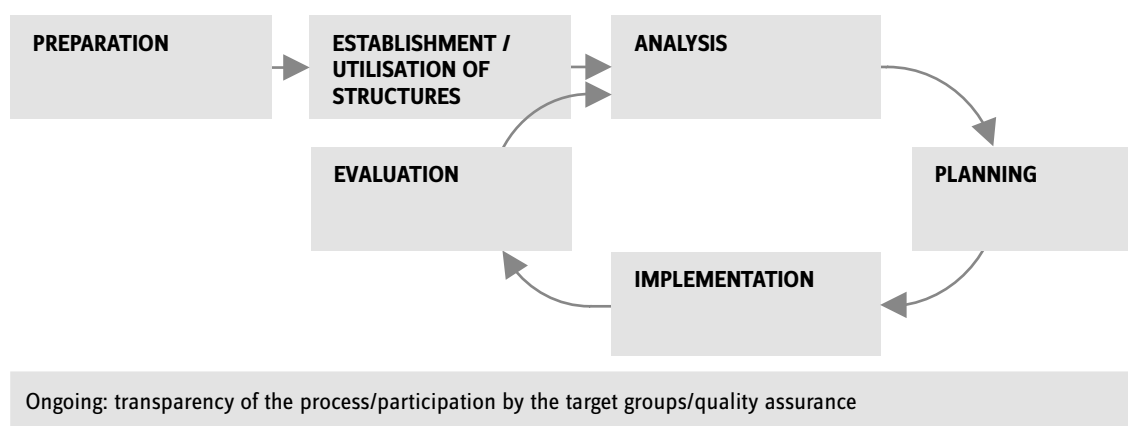 PREPARATION
ESTABLISHMENT /
UTILISATION OF
STRUCTURES
ANALYSIS
EVALUATION
PLANNING
IMPLEMENTATION
Ongoing: transparency of the process/participation by the target groups/quality assurance